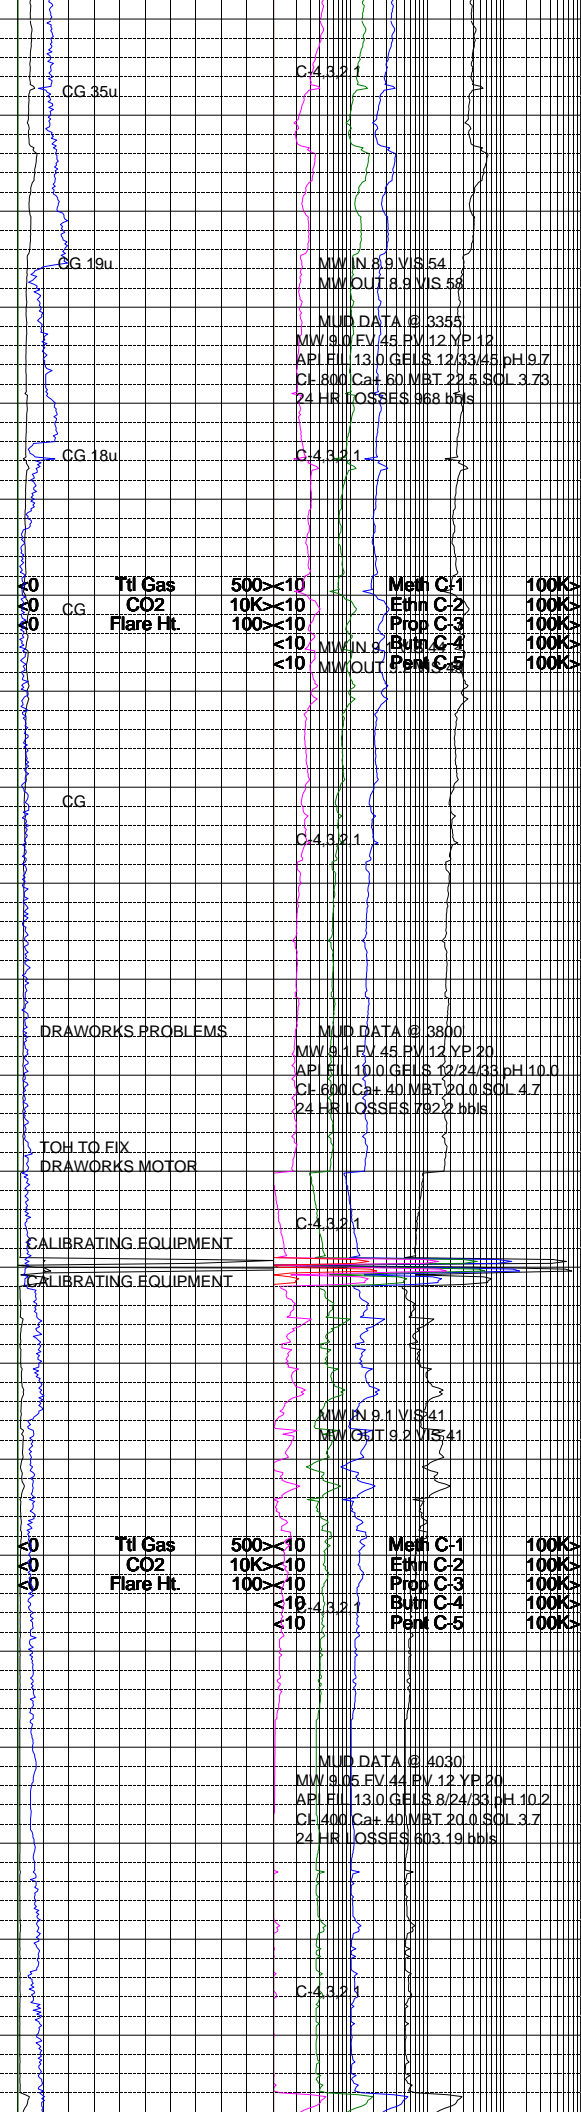 C-4,3,2,1
CG 35u
CG 19u
MW IN 8.9 VIS 54
MW OUT 8.9 VIS 58
MUD DATA @ 3355'
MW 9.0 FV 45 PV 12 YP 12
API FIL 13.0 GELS 12/33/45 pH 9.7
Cl- 800 Ca+ 60 MBT 22.5 SOL 3.73
24 HR LOSSES 968 bbls
CG 18u
C-4,3,2,1
<0 Ttl Gas 500> <10 Meth C-1 100K>
<0 CO2 10K> <10 Ethn C-2 100K>
CG
<0 Flare Ht. 100> <10 Prop C-3 100K>
<10 Butn C-4 100K>
MW IN
<10 Pent C-5 100K>
MW OUT
CG
C-4,3,2,1
DRAWORKS PROBLEMS
MUD DATA @ 3800'
MW 9.1 FV 45 PV 12 YP 20
API FIL 10.0 GELS 12/24/33 pH 10.0
Cl- 600 Ca+ 40 MBT 20.0 SOL 4.7
24 HR LOSSES 792.2 bbls
TOH TO FIX
DRAWORKS MOTOR
C-4,3,2,1
CALIBRATING EQUIPMENT
CALIBRATING EQUIPMENT
MW IN 9.1 VIS 41
MW OUT 9.2 VIS 41
<0 Ttl Gas 500> <10 Meth C-1 100K>
<0 CO2 10K> <10 Ethn C-2 100K>
<0 Flare Ht. 100> <10 Prop C-3 100K>
<10 Butn C-4 100K>
C-4,3,2,1
<10 Pent C-5 100K>
MUD DATA @ 4030'
MW 9.05 FV 44 PV 12 YP 20
API FIL 13.0 GELS 8/24/33 pH 10.2
Cl- 400 Ca+ 40 MBT 20.0 SOL 3.7
24 HR LOSSES 603.19 bbls
C-4,3,2,1